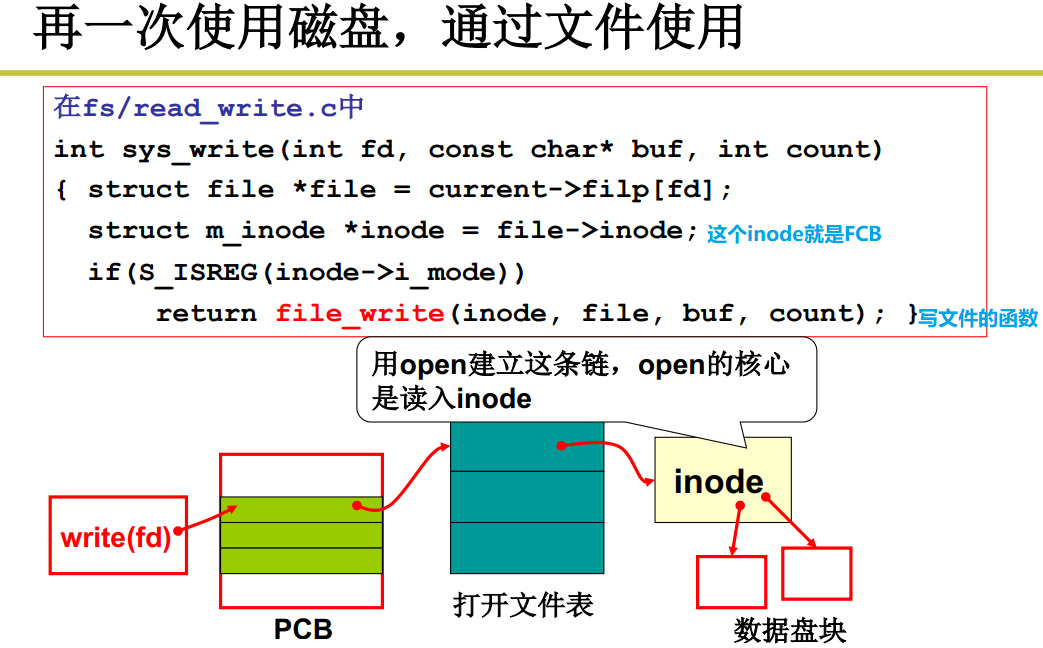 再一次使用磁盘，通过文件使用
在fs/read_write.c中
int sys_write(int fd, const char* buf, int count)
{ struct file *file = current->filp[fd];
struct m_inode *inode = file->inode; 这个inode就是FCB
if(S_ISREG(inode->i_mode))
return file_write(inode, file, buf, count); }写文件的函数
用open建立这条链，open的核心
是读入inode
inode
write(fd)
打开文件表
PCB
数据盘块